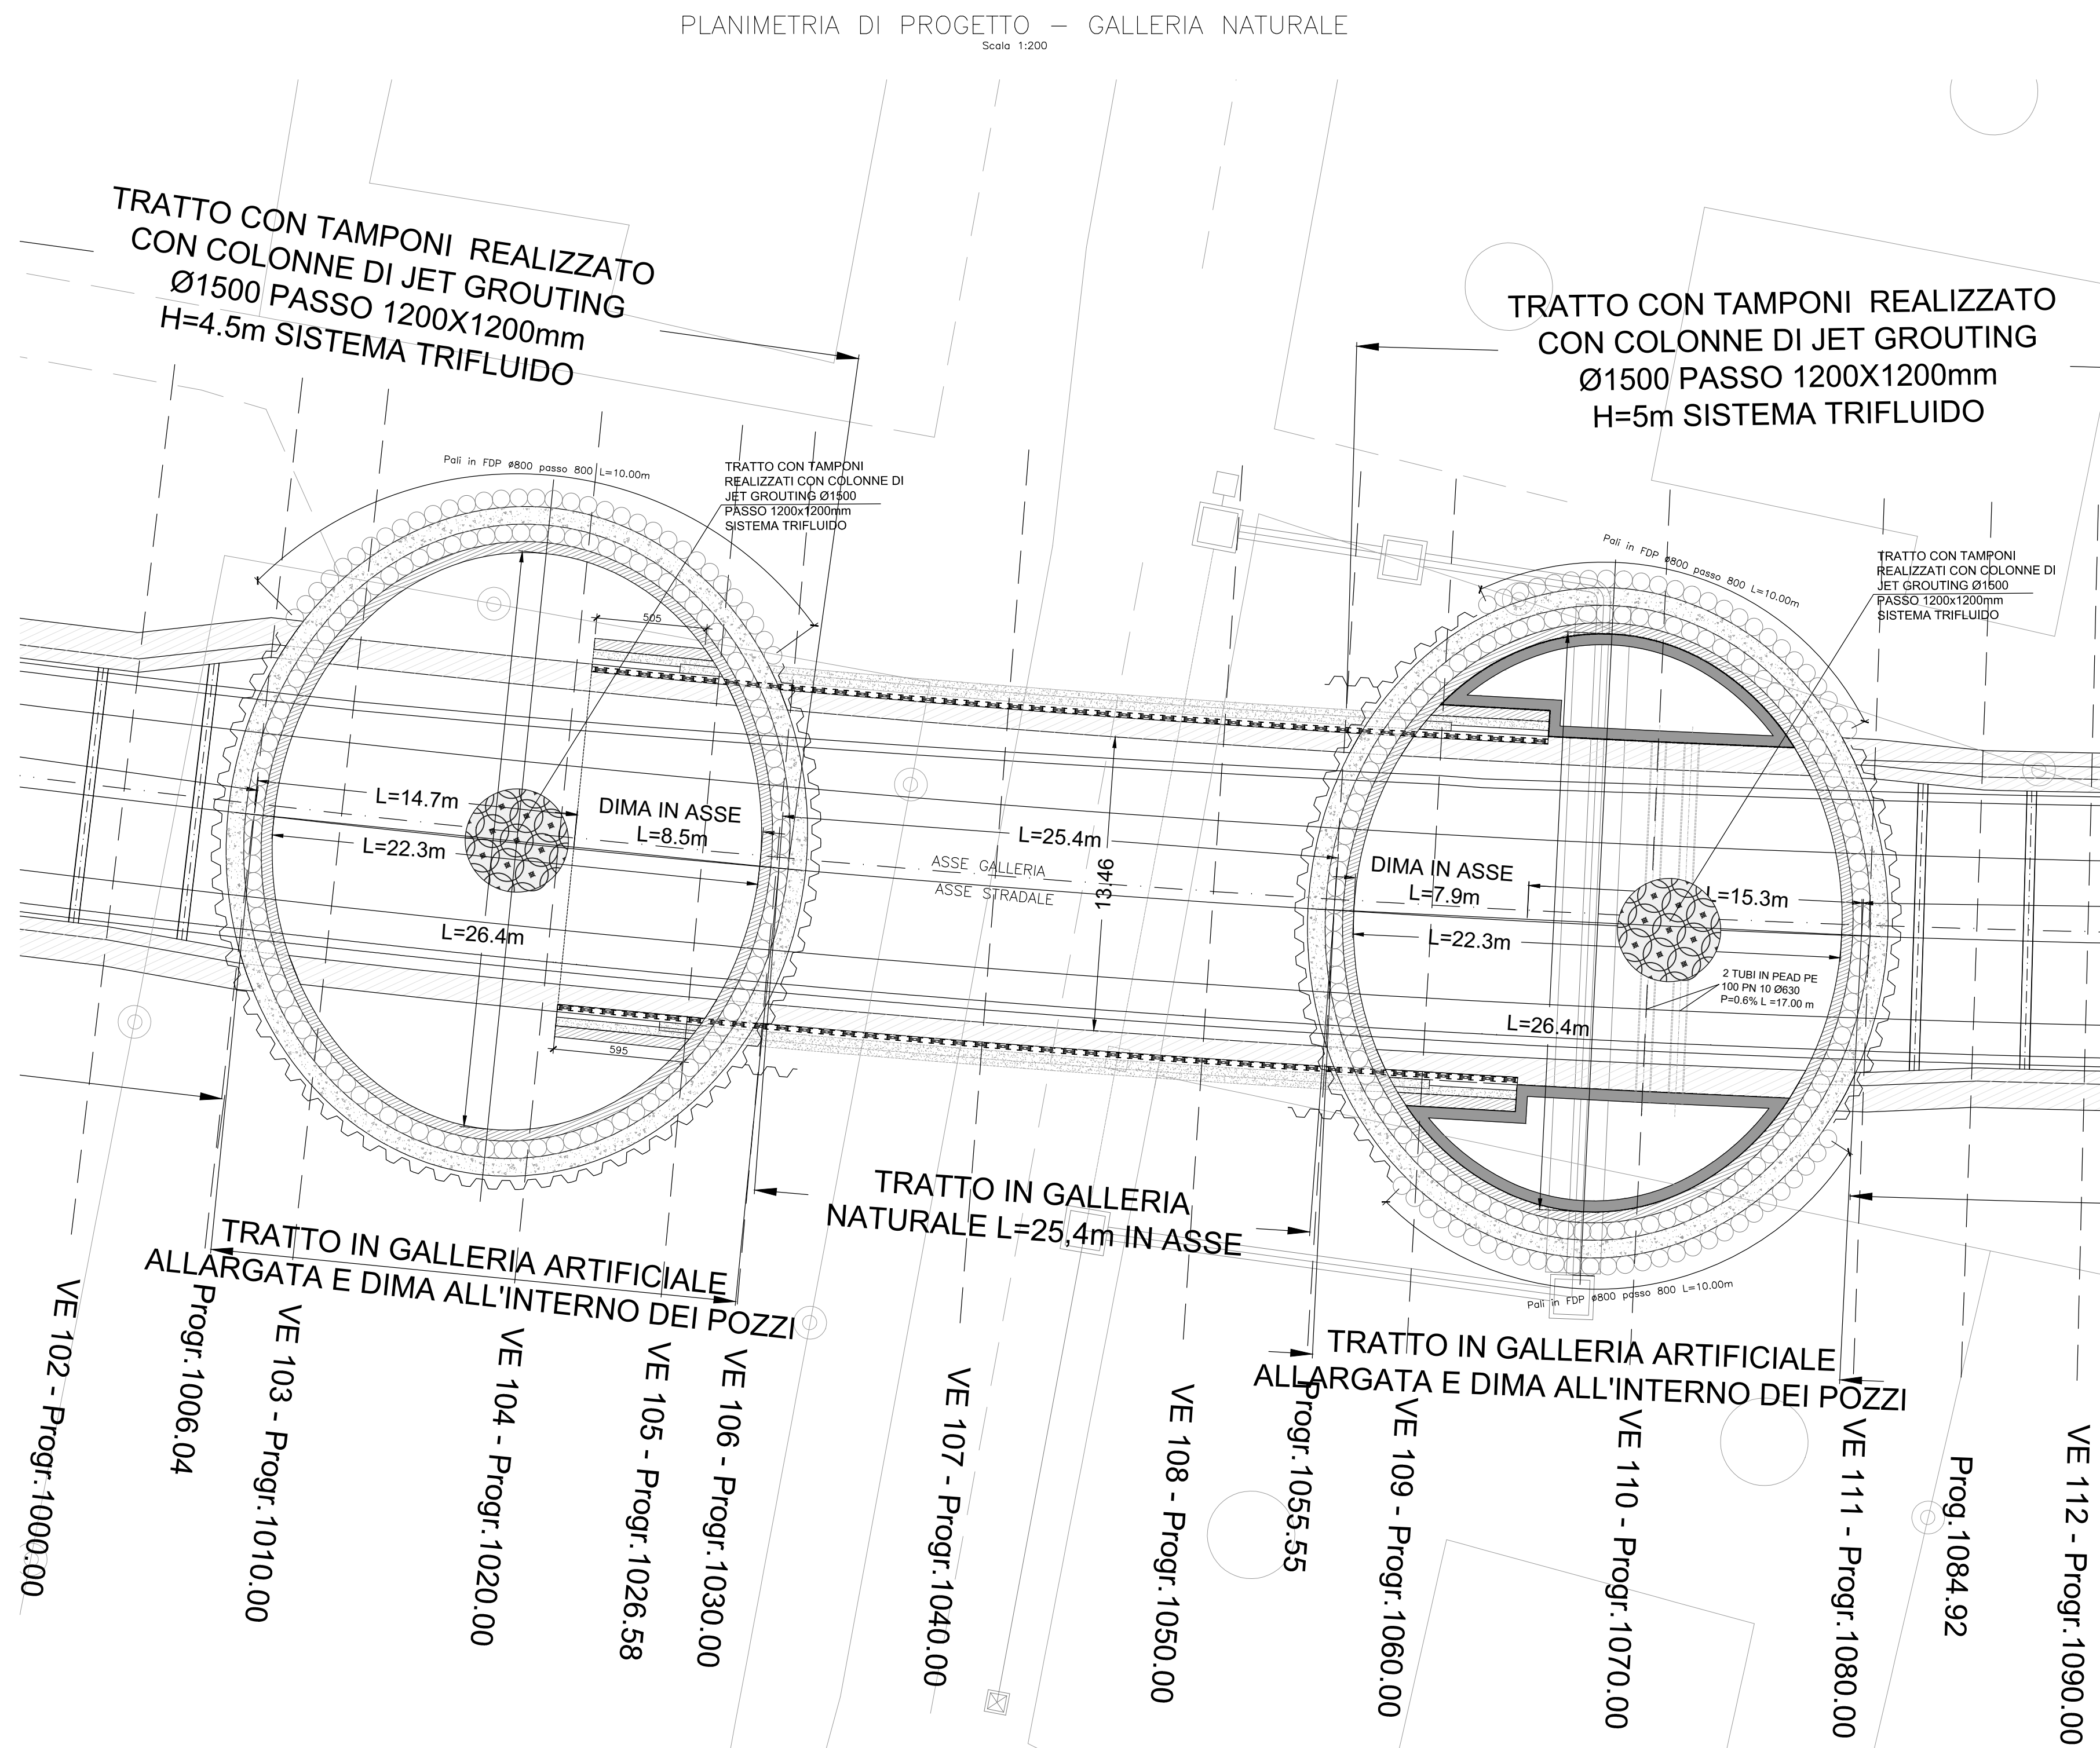 PLANIMETRIA DI PROGETTO – GALLERIA NATURALE
Scala 1:200
TRATTO CON TAMPONI REALIZZATO
CON COLONNE DI JET GROUTING
Ø1500 PASSO 1200X1200mm
H=4.5m SISTEMA TRIFLUIDO
TRATTO CON TAMPONI REALIZZATO
CON COLONNE DI JET GROUTING
Ø1500 PASSO 1200X1200mm
H=5m SISTEMA TRIFLUIDO
Pali in FDP ø800 passo 800 L=10.00m
TRATTO CON TAMPONI
REALIZZATI CON COLONNE DI
JET GROUTING Ø1500
PASSO 1200x1200mm
SISTEMA TRIFLUIDO
Pali in FDP ø800 passo 800 L=10.00m
TRATTO CON TAMPONI
REALIZZATI CON COLONNE DI
JET GROUTING Ø1500
PASSO 1200x1200mm
SISTEMA TRIFLUIDO
505
L=14.7m
DIMA IN ASSE
L=8.5m
L=22.3m
L=26.4m
595
L=25.4m
ASSE GALLERIA
ASSE STRADALE
13.46
DIMA IN ASSE
L=7.9m
L=15.3m
L=22.3m
2 TUBI IN PEAD PE
100 PN 10 Ø630
P=0.6% L =17.00 m
L=26.4m
TRATTO IN GALLERIA
NATURALE L=25,4m IN ASSE
TRATTO IN GALLERIA ARTIFICIALE
ALLARGATA E DIMA ALL'INTERNO DEI POZZI
Pali in FDP ø800 passo 800 L=10.00m
TRATTO IN GALLERIA ARTIFICIALE
ALLARGATA E DIMA ALL'INTERNO DEI POZZI
VE 102 - Progr.1000.00
Progr.1006.04
VE 103 - Progr.1010.00
VE 104 - Progr.1020.00
VE 105 - Progr.1026.58
VE 106 - Progr.1030.00
VE 107 - Progr.1040.00
VE 108 - Progr.1050.00
Progr.1055.55
VE 109 - Progr.1060.00
VE 110 - Progr.1070.00
VE 111 - Progr.1080.00
Prog.1084.92
VE 112 - Progr.1090.00